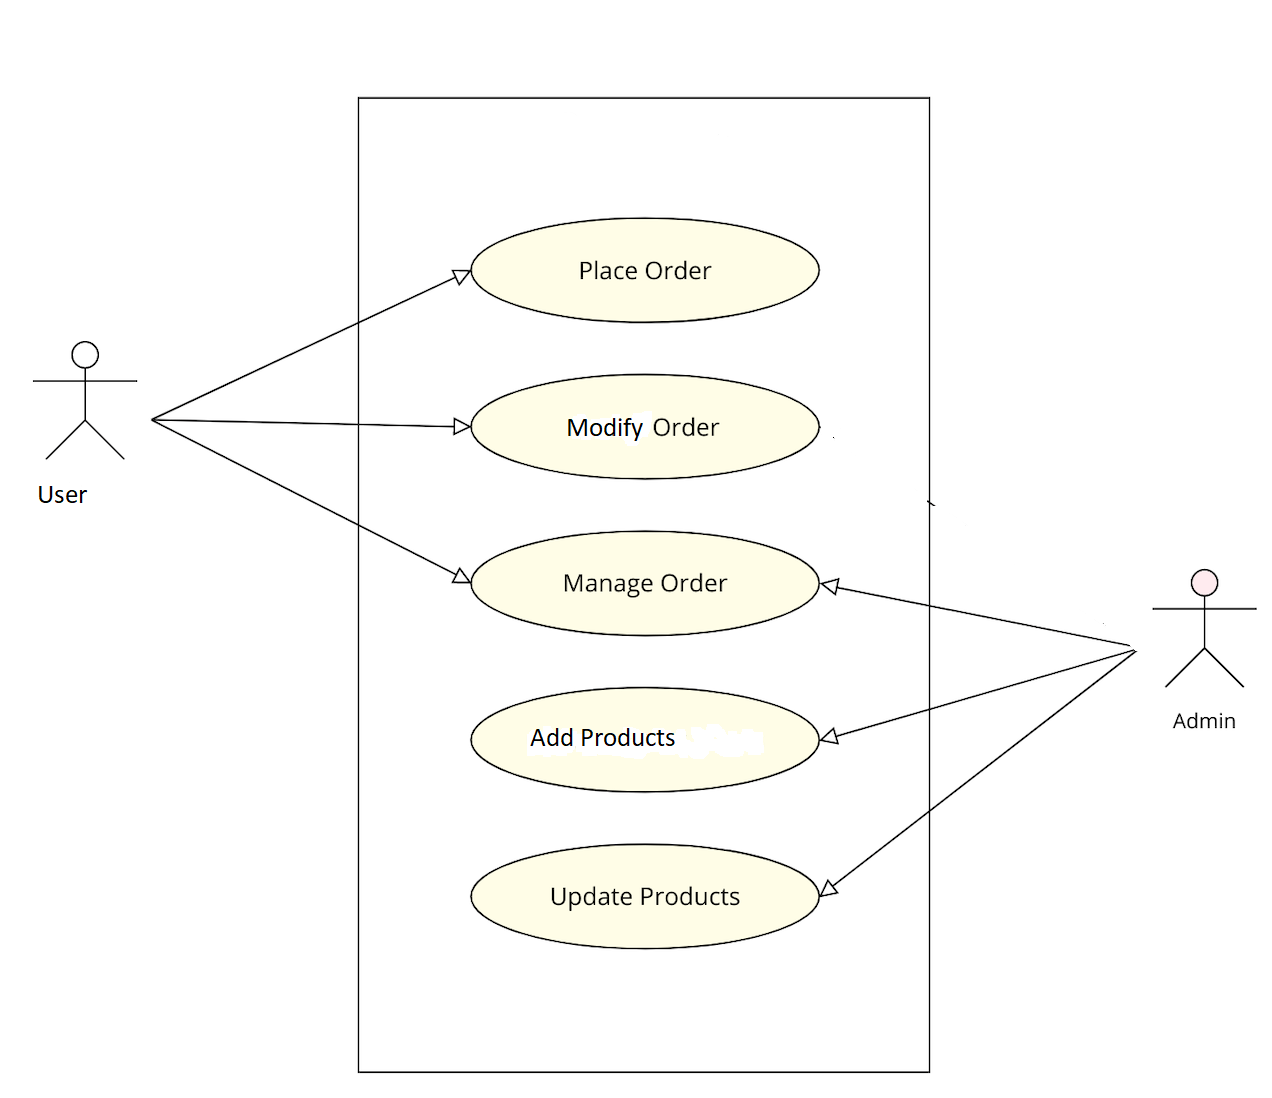 Place Order
Modify Order
User
Manage Order
Admin
Add Products
Update Products